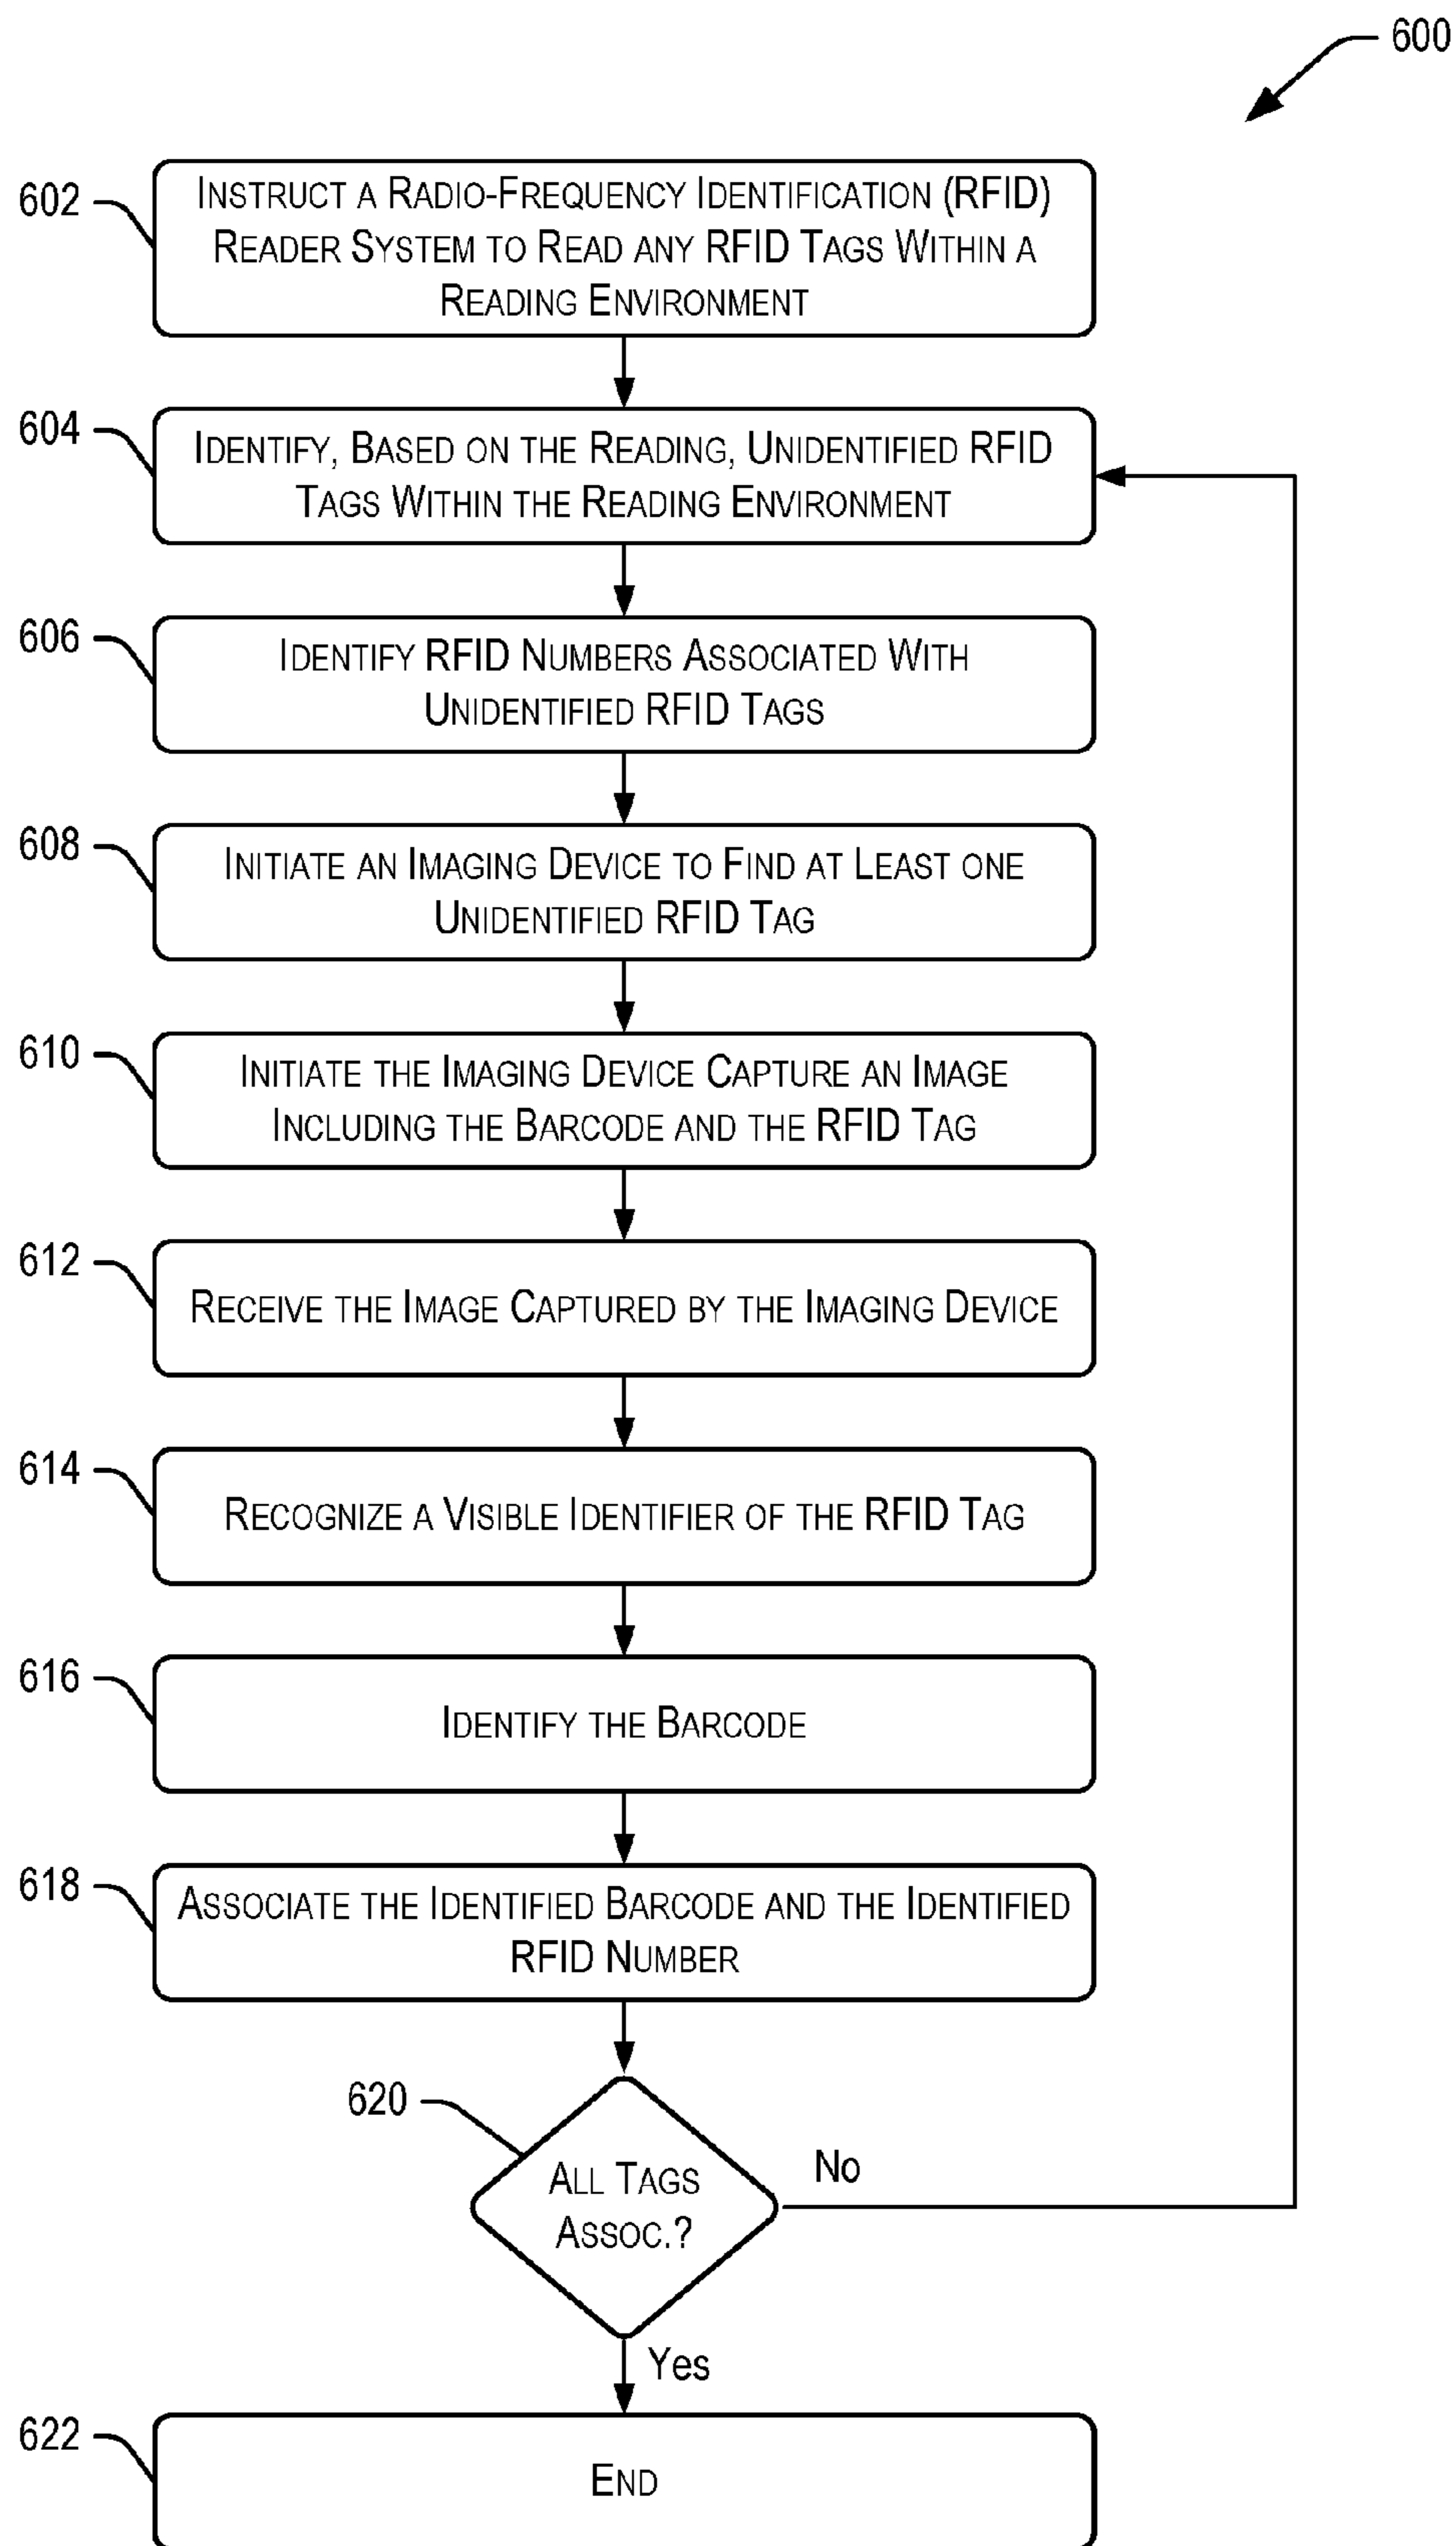 600
602
INSTRUCT A RADIO-FREQUENCY IDENTIFICATION (RFID)
READER SYSTEM TO READ ANY RFID TAGS WITHIN A
READING ENVIRONMENT
604
IDENTIFY, BASED ON THE READING, UNIDENTIFIED RFID
TAGS WITHIN THE READING ENVIRONMENT
606
IDENTIFY RFID NUMBERS ASSOCIATED WITH
UNIDENTIFIED RFID TAGS
608
INITIATE AN IMAGING DEVICE TO FIND AT LEAST ONE
UNIDENTIFIED RFID TAG
610
INITIATE THE IMAGING DEVICE CAPTURE AN IMAGE
INCLUDING THE BARCODE AND THE RFID TAG
612
RECEIVE THE IMAGE CAPTURED BY THE IMAGING DEVICE
614
RECOGNIZE A VISIBLE IDENTIFIER OF THE RFID TAG
616
IDENTIFY THE BARCODE
618
ASSOCIATE THE IDENTIFIED BARCODE AND THE IDENTIFIED
RFID NUMBER
620
ALL TAGS
ASSOC.?
No
Yes
622
END